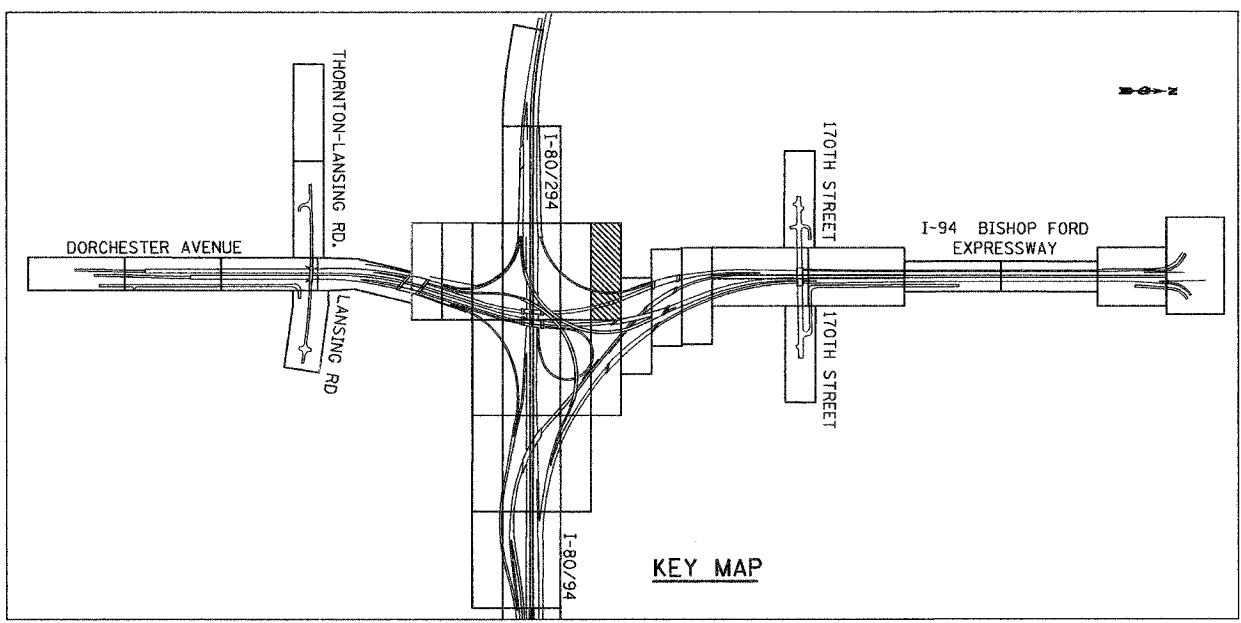 THORNTON-LANSING RD.
I-80/294
N
170TH STREET
I-94 BISHOP FORD
EXPRESSWAY
DORCHESTER AVENUE
LANSING RD
170TH STREET
I-80/94
KEY MAP